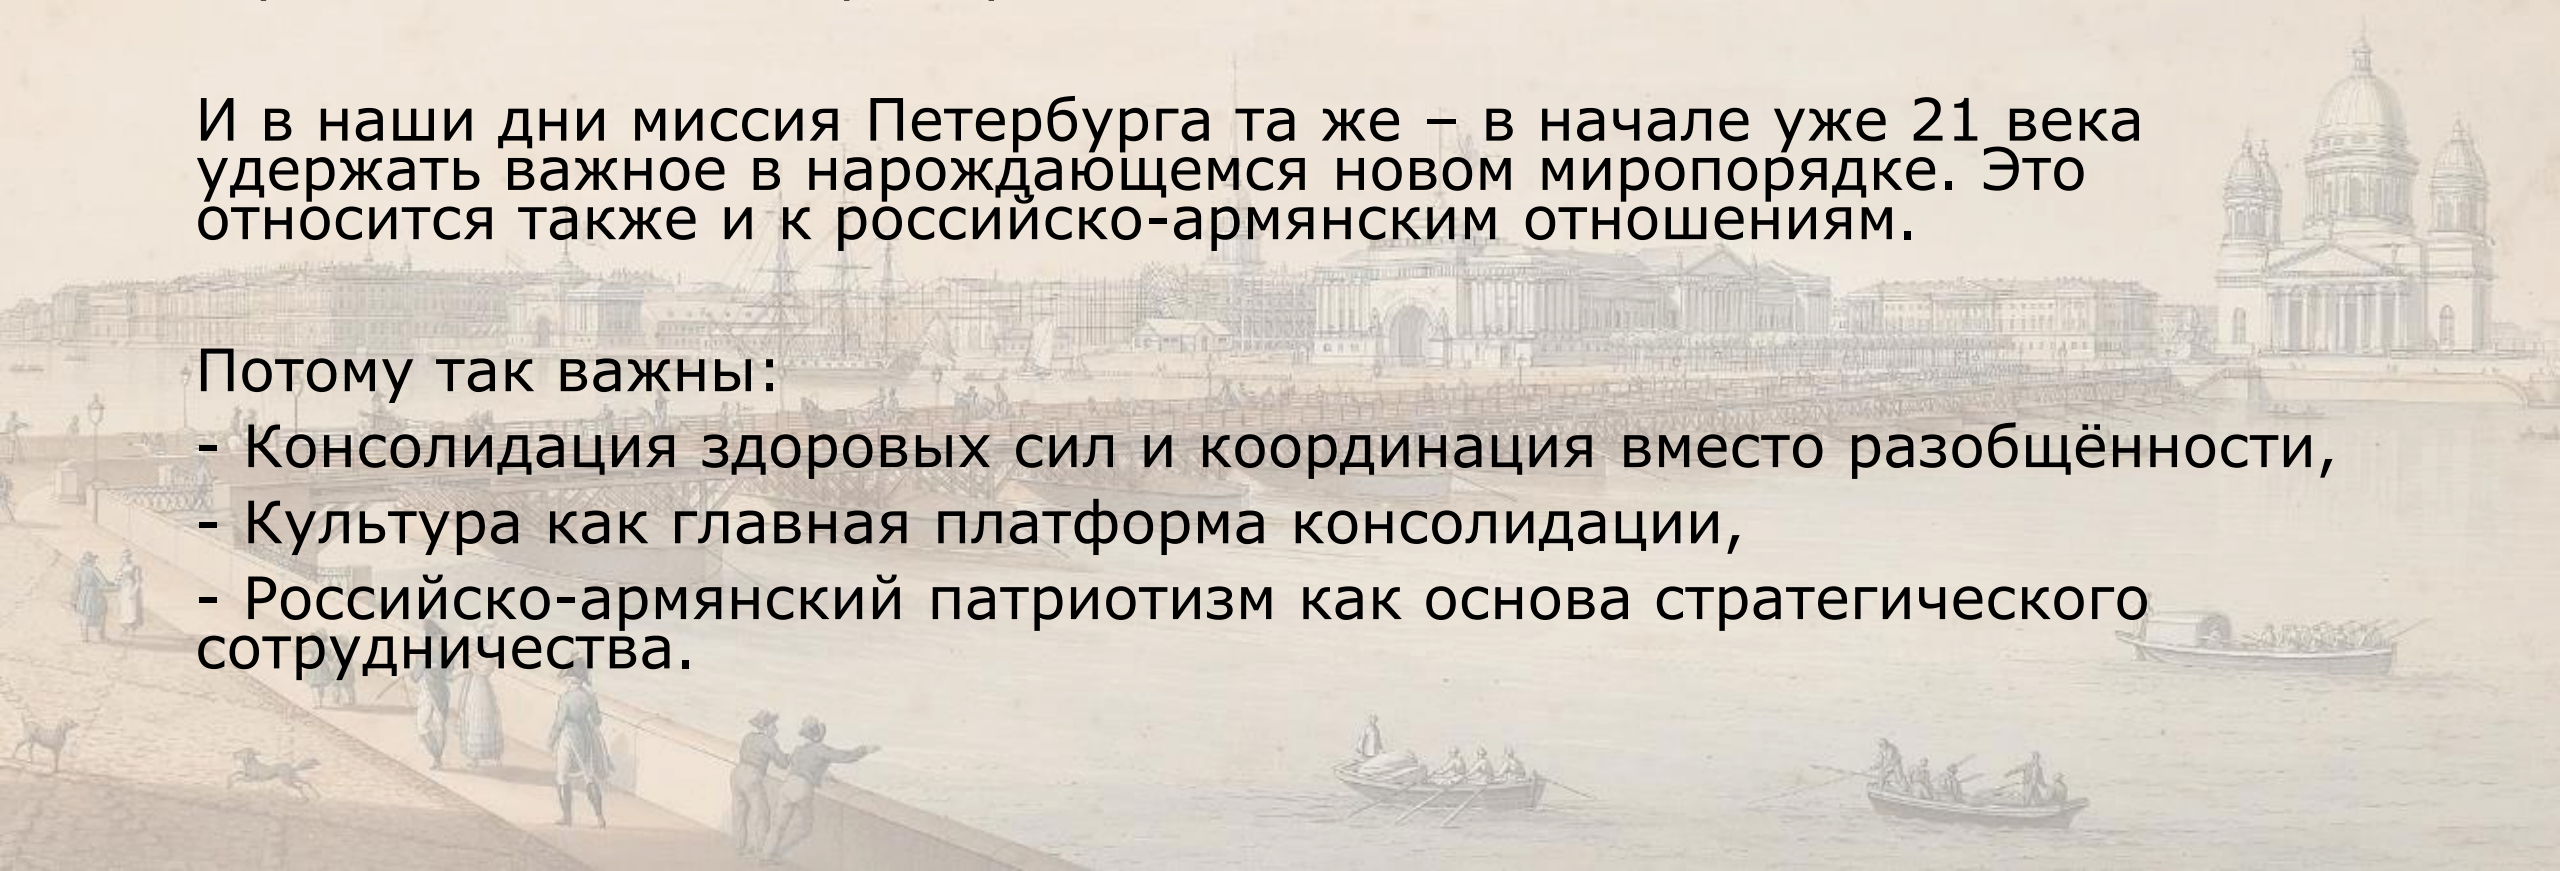 И в наши дни миссия Петербурга та же – в начале уже 21 века
удержать важное в нарождающемся новом миропорядке. Это
относится также и к российско-армянским отношениям.
Потому так важны:
- Консолидация здоровых сил и координация вместо разобщённости,
- Культура как главная платформа консолидации,
- Российско-армянский патриотизм как основа стратегического
сотрудничества.